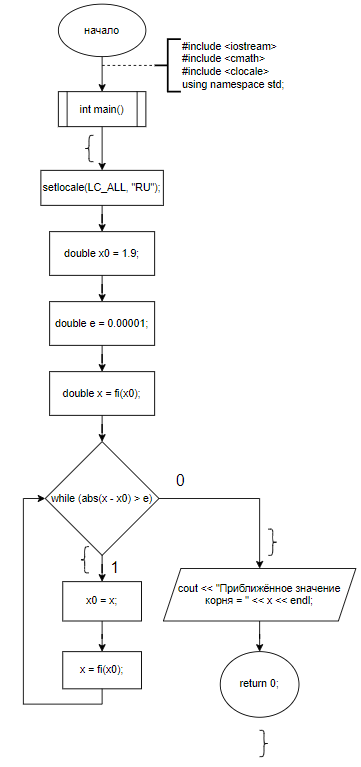 начало
#include <iostream>
#include <cmath>
#include <clocale>
using namespace std;
int main()
{
setlocale(LC_ALL, "RU");
double x0 = 1.9;
double e = 0.00001;
double x = fi(x0);
while (abs(x - x0) > e)
0
}
{
1
x0 = x;
cout << "Приближённое значение
корня = " << x << endl;
x = fi(x0);
return 0;
}